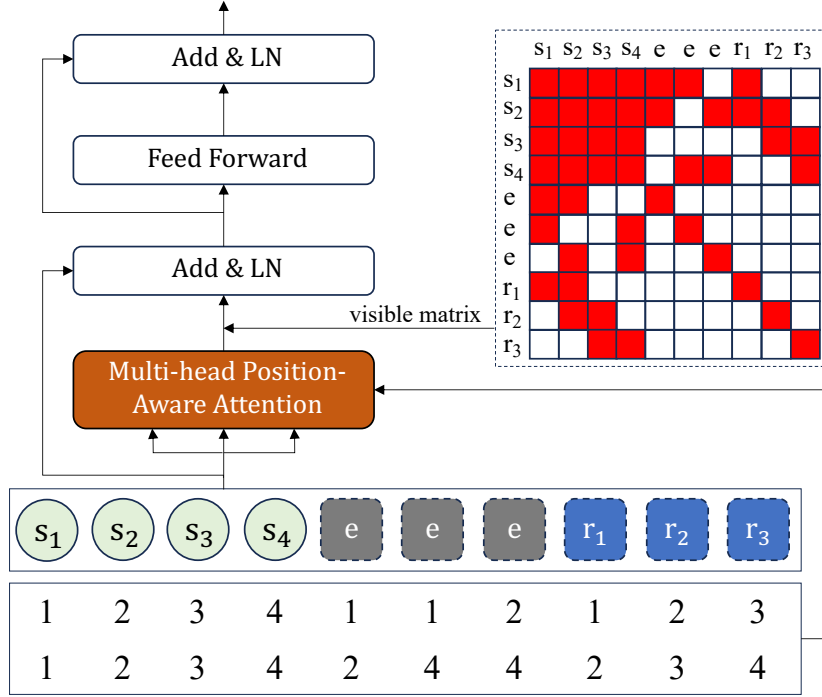 Add & LN
Feed Forward
Add & LN
Multi-head Position-
Aware Attention
visible matrix
s₁ s₂ s₃ s₄ e e e r₁ r₂ r₃
s₁
s₂
s₃
s₄
e
e
e
r₁
r₂
r₃
s₁ s₂ s₃ s₄ e e e r₁ r₂ r₃
1 2 3 4 1 1 2 1 2 3
1 2 3 4 2 4 4 2 3 4